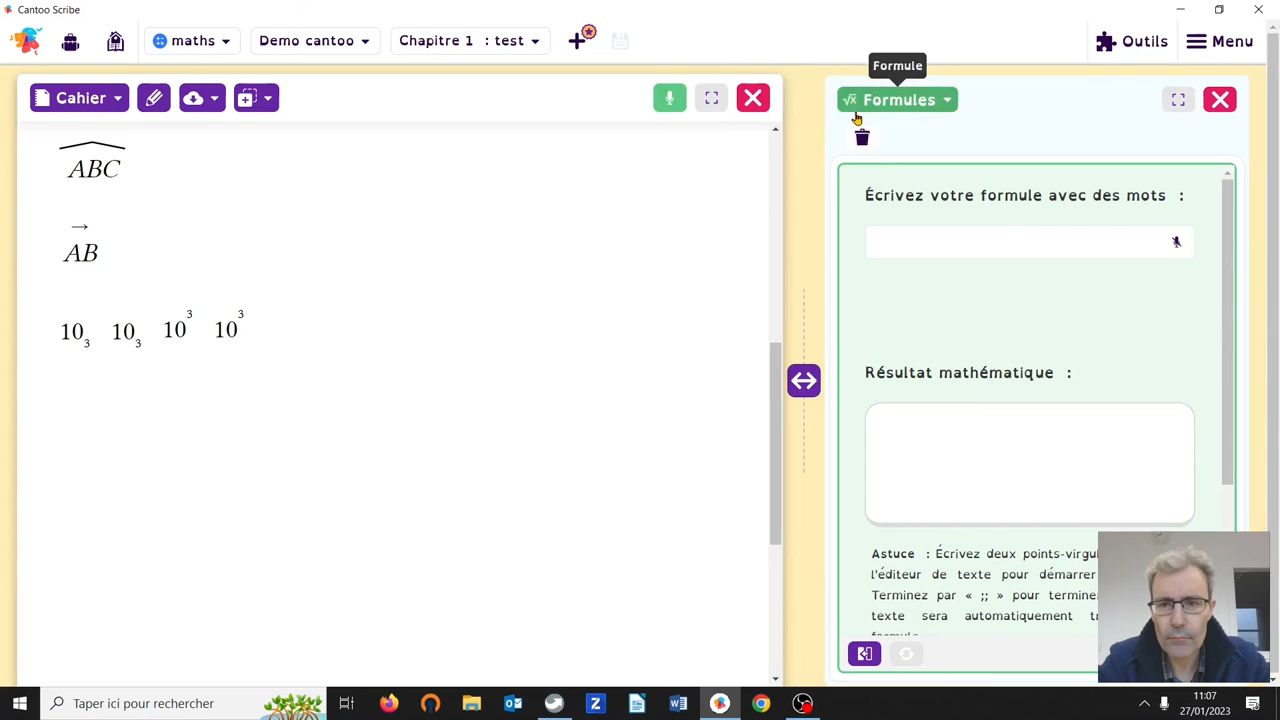 Cantoo Scribe
maths
Demo cantoo
Chapitre 1 : test
Outils
Menu
Formule
Cahier
√x Formules
ABC
AB
10₃ 10₃ 10³ 10³
Écrivez votre formule avec des mots :
Résultat mathématique :
Astuce : Écrivez deux points-virgu
l'éditeur de texte pour démarrer
Terminez par « ;; » pour termine
texte sera automatiquement t
formule
Taper ici pour rechercher
11:07
27/01/2023